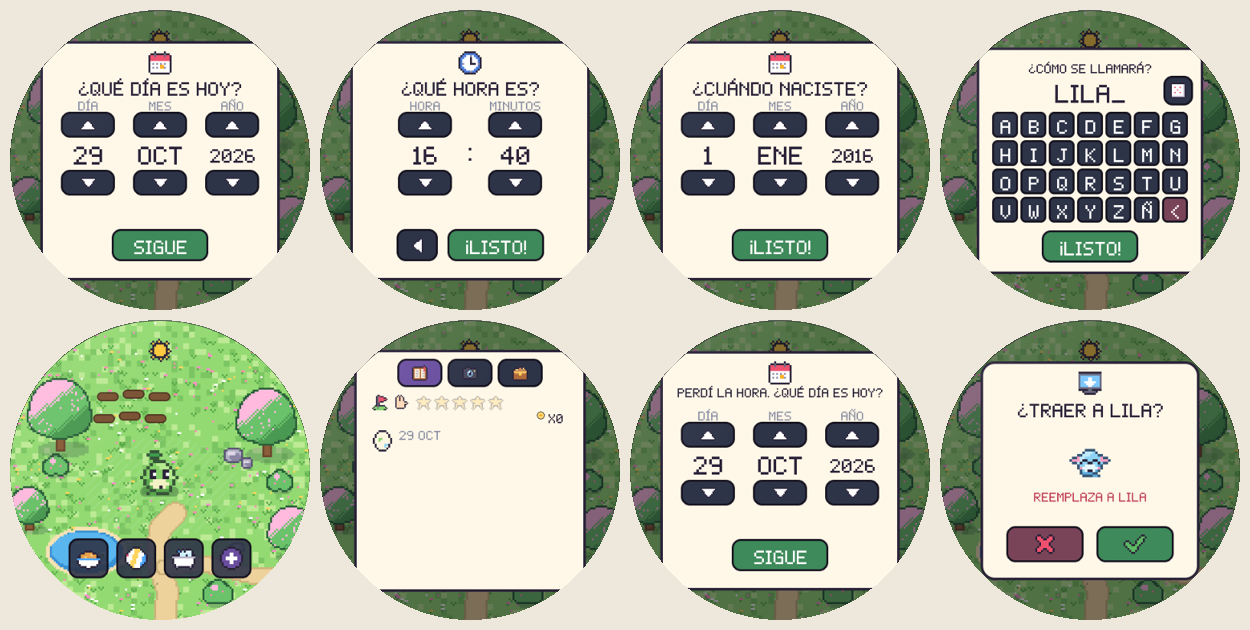 ¿QUÉ DÍA ES HOY?
DÍA MES AÑO
29 OCT 2026
SIGUE
¿QUÉ HORA ES?
HORA MINUTOS
16 : 40
¡LISTO!
¿CUÁNDO NACISTE?
DÍA MES AÑO
1 ENE 2016
¡LISTO!
¿CÓMO SE LLAMARÁ?
LILA_
A B C D E F G
H I J K L M N
O P Q R S T U
V W X Y Z Ñ <
¡LISTO!
X0
29 OCT
PERDÍ LA HORA. ¿QUÉ DÍA ES HOY?
DÍA MES AÑO
29 OCT 2026
SIGUE
¿TRAER A LILA?
REEMPLAZA A LILA